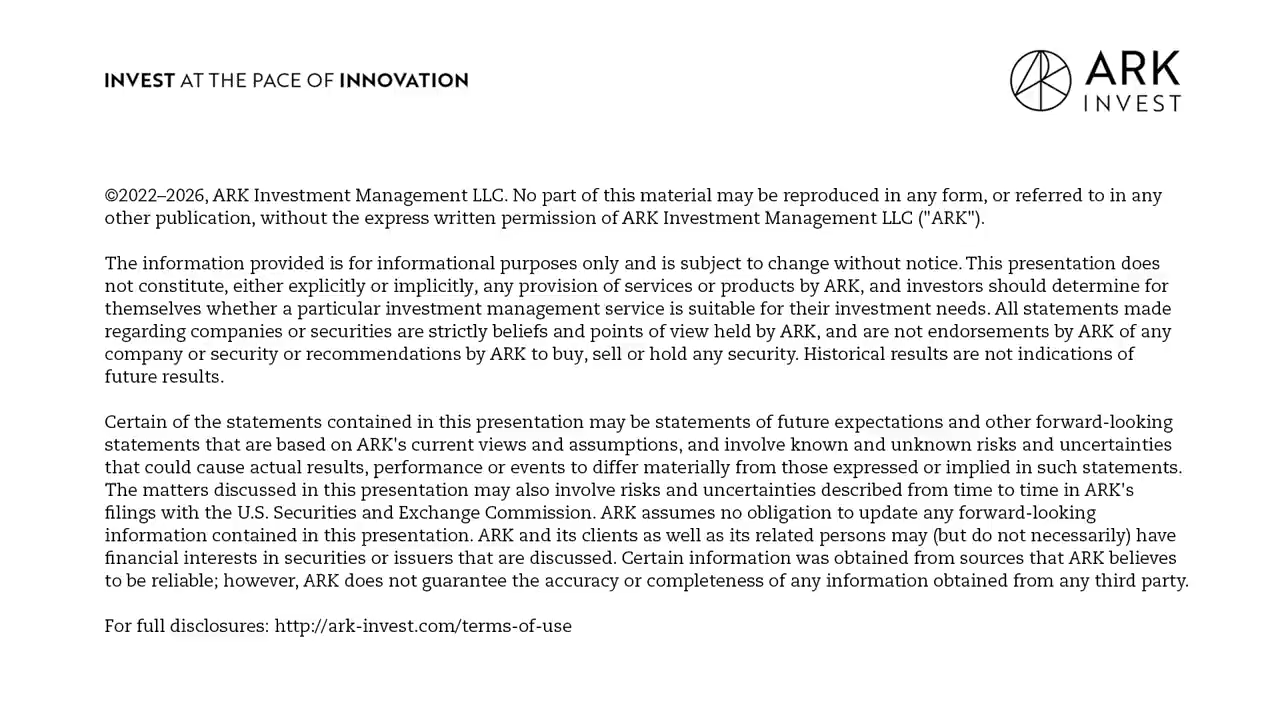 INVEST AT THE PACE OF INNOVATION
ARK
INVEST
©2022–2026, ARK Investment Management LLC. No part of this material may be reproduced in any form, or referred to in any
other publication, without the express written permission of ARK Investment Management LLC ("ARK").
The information provided is for informational purposes only and is subject to change without notice. This presentation does
not constitute, either explicitly or implicitly, any provision of services or products by ARK, and investors should determine for
themselves whether a particular investment management service is suitable for their investment needs. All statements made
regarding companies or securities are strictly beliefs and points of view held by ARK, and are not endorsements by ARK of any
company or security or recommendations by ARK to buy, sell or hold any security. Historical results are not indications of
future results.
Certain of the statements contained in this presentation may be statements of future expectations and other forward-looking
statements that are based on ARK's current views and assumptions, and involve known and unknown risks and uncertainties
that could cause actual results, performance or events to differ materially from those expressed or implied in such statements.
The matters discussed in this presentation may also involve risks and uncertainties described from time to time in ARK's
filings with the U.S. Securities and Exchange Commission. ARK assumes no obligation to update any forward-looking
information contained in this presentation. ARK and its clients as well as its related persons may (but do not necessarily) have
financial interests in securities or issuers that are discussed. Certain information was obtained from sources that ARK believes
to be reliable; however, ARK does not guarantee the accuracy or completeness of any information obtained from any third party.
For full disclosures: http://ark-invest.com/terms-of-use